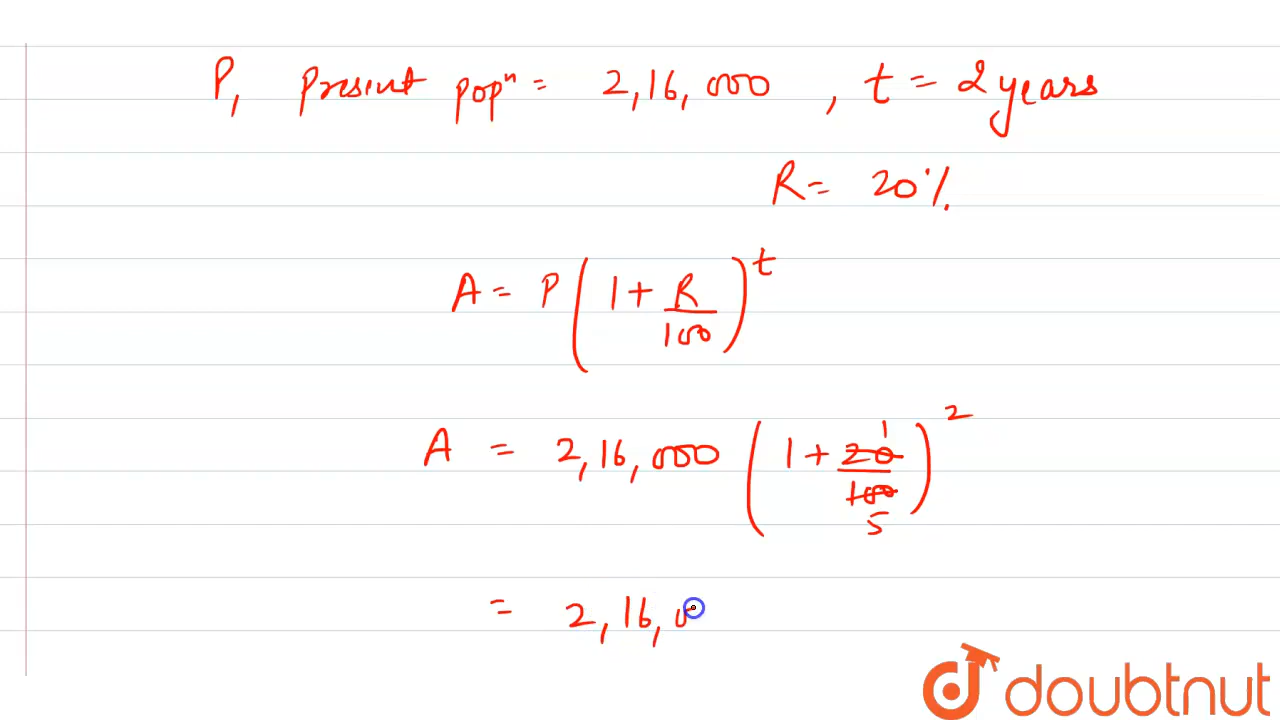 P, Present popⁿ = 2,16,000 , t = 2 years
R = 20%
A = P(1 + R/100)^t
A = 2,16,000 (1 + 20/100)^2
1
5
= 2,16,0
doubtnut